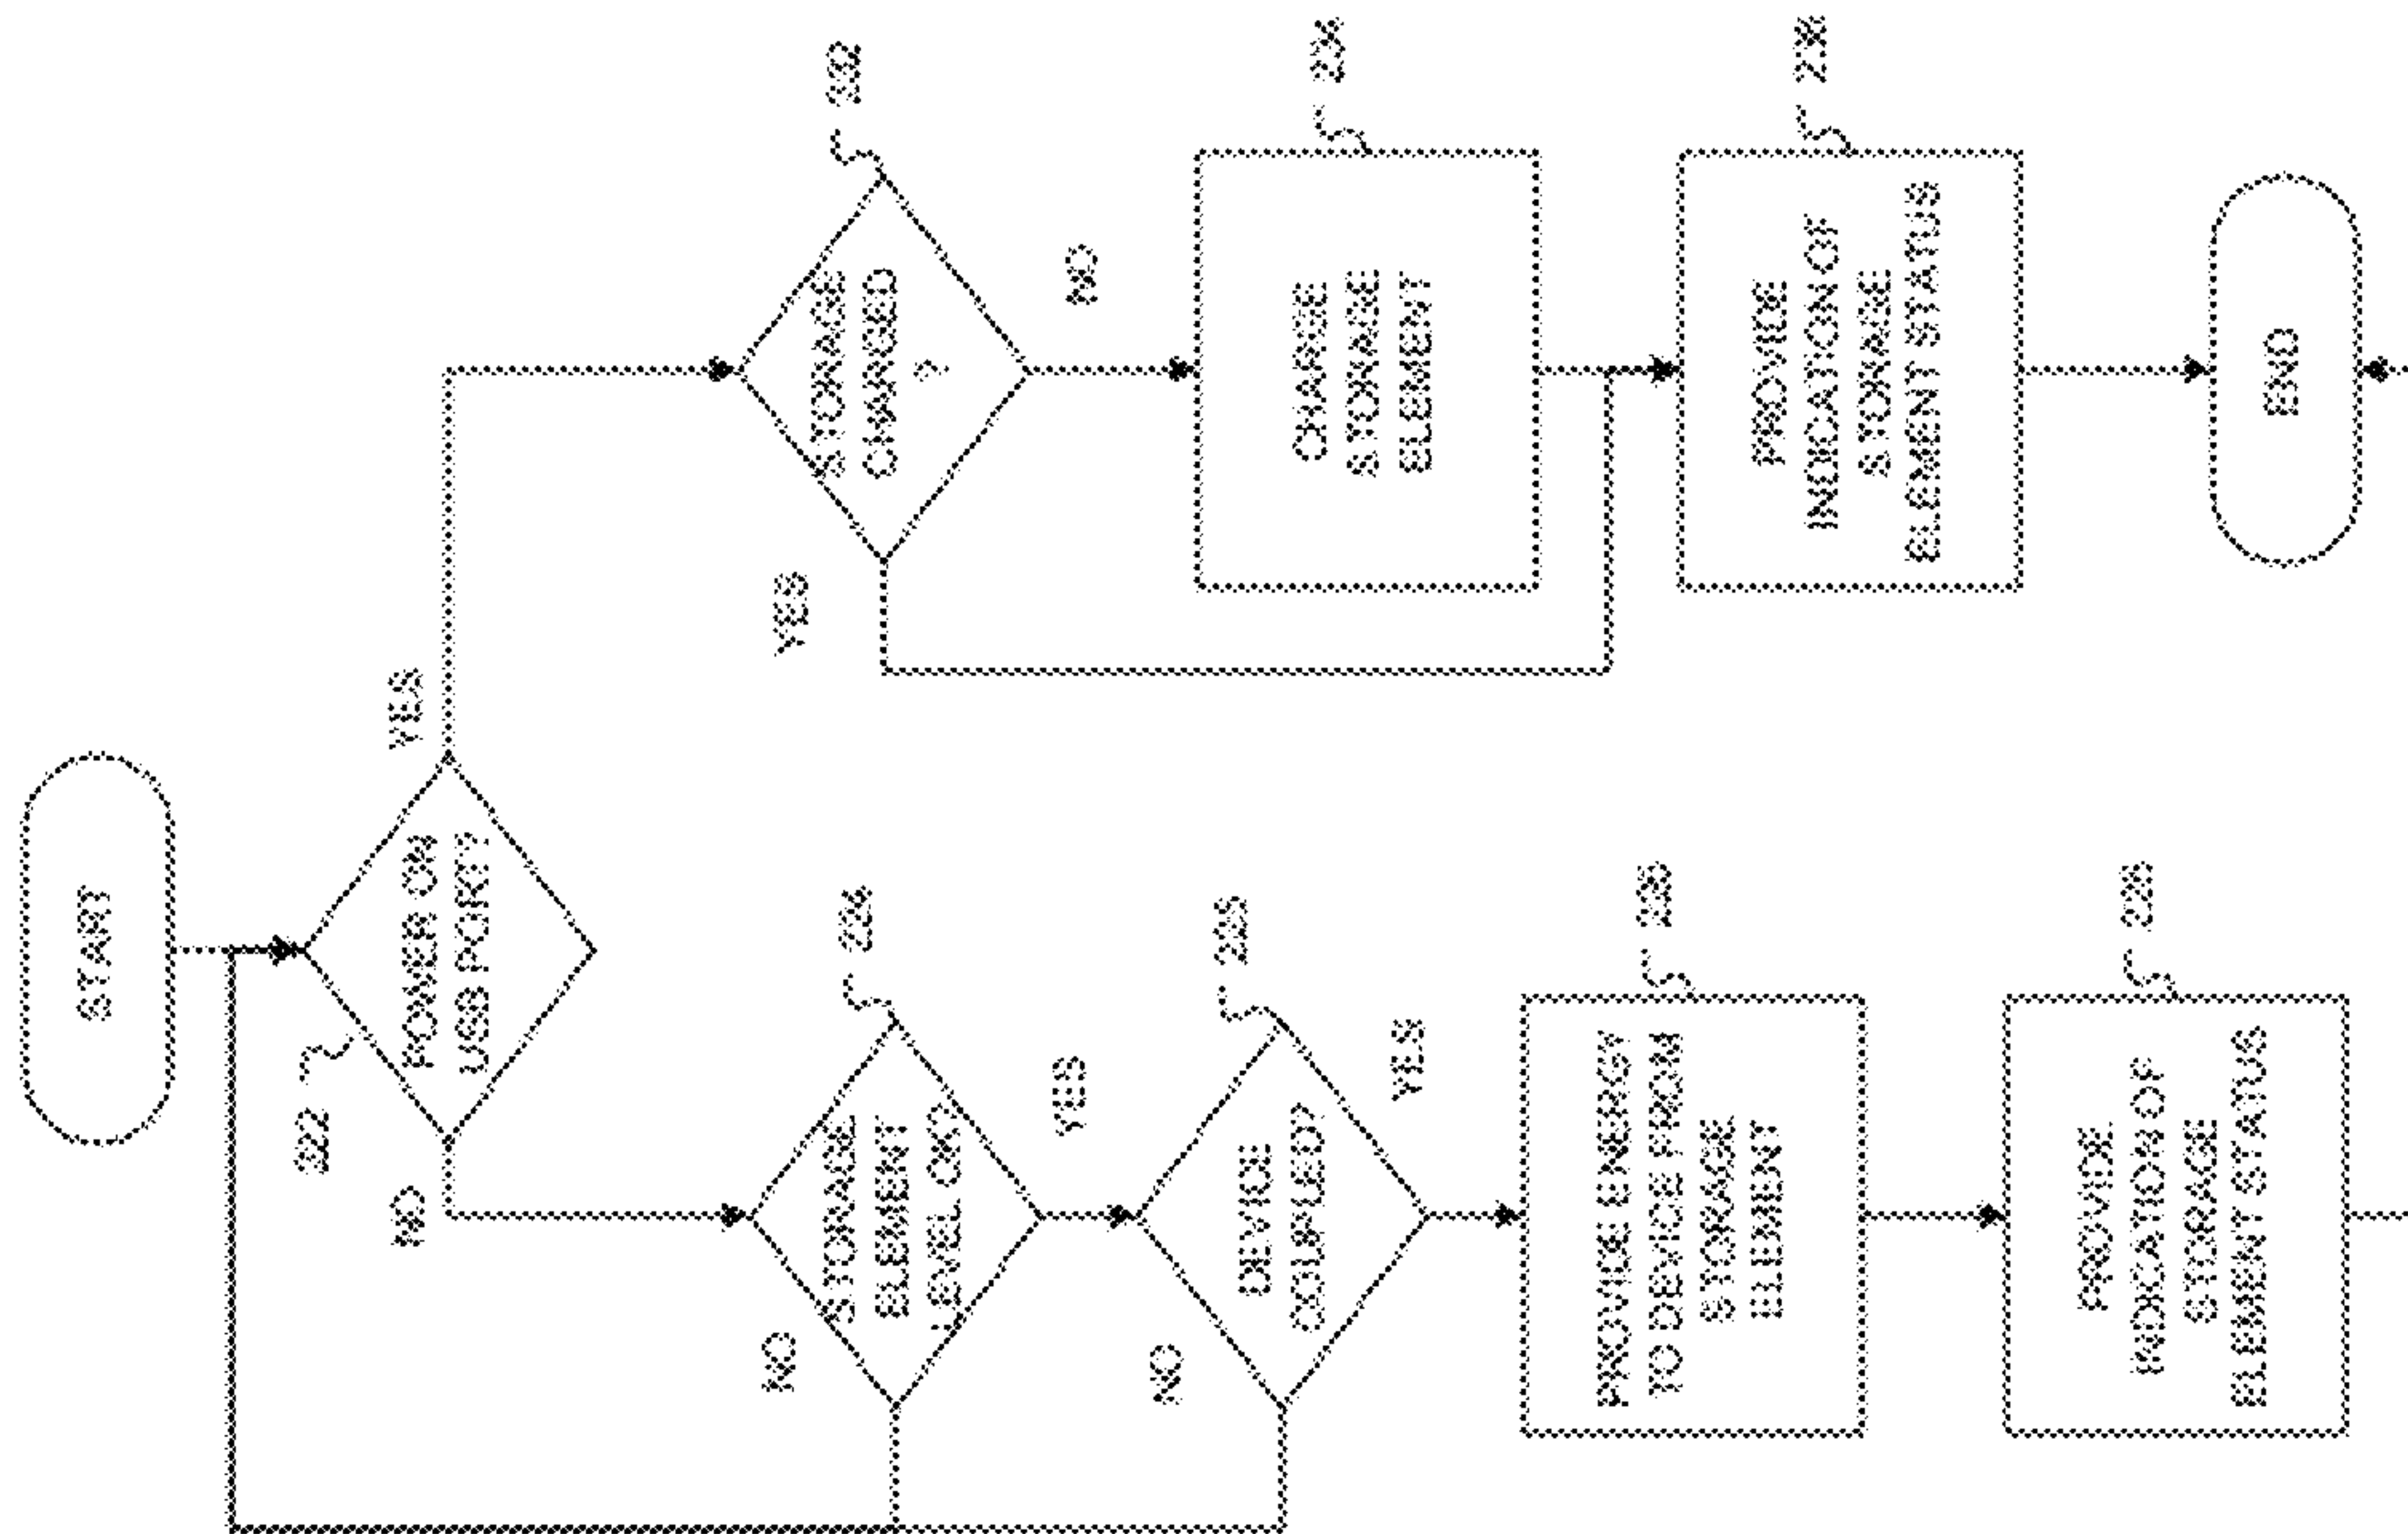 START
POWER ON
USB PORT?
222
YES
NO
STORAGE
ELEMENT
LEVEL OK?
224
NO
YES
DEVICE
COUPLED?
NO
YES
PROVIDE ENERGY
TO DEVICE FROM
STORAGE
ELEMENT
PROVIDE
INDICATION OF
STORAGE
ELEMENT STATUS
STORAGE
CHARGED
?
232
YES
NO
CHARGE
STORAGE
ELEMENT
234
PROVIDE
INDICATION OF
STORAGE
ELEMENT STATUS
END